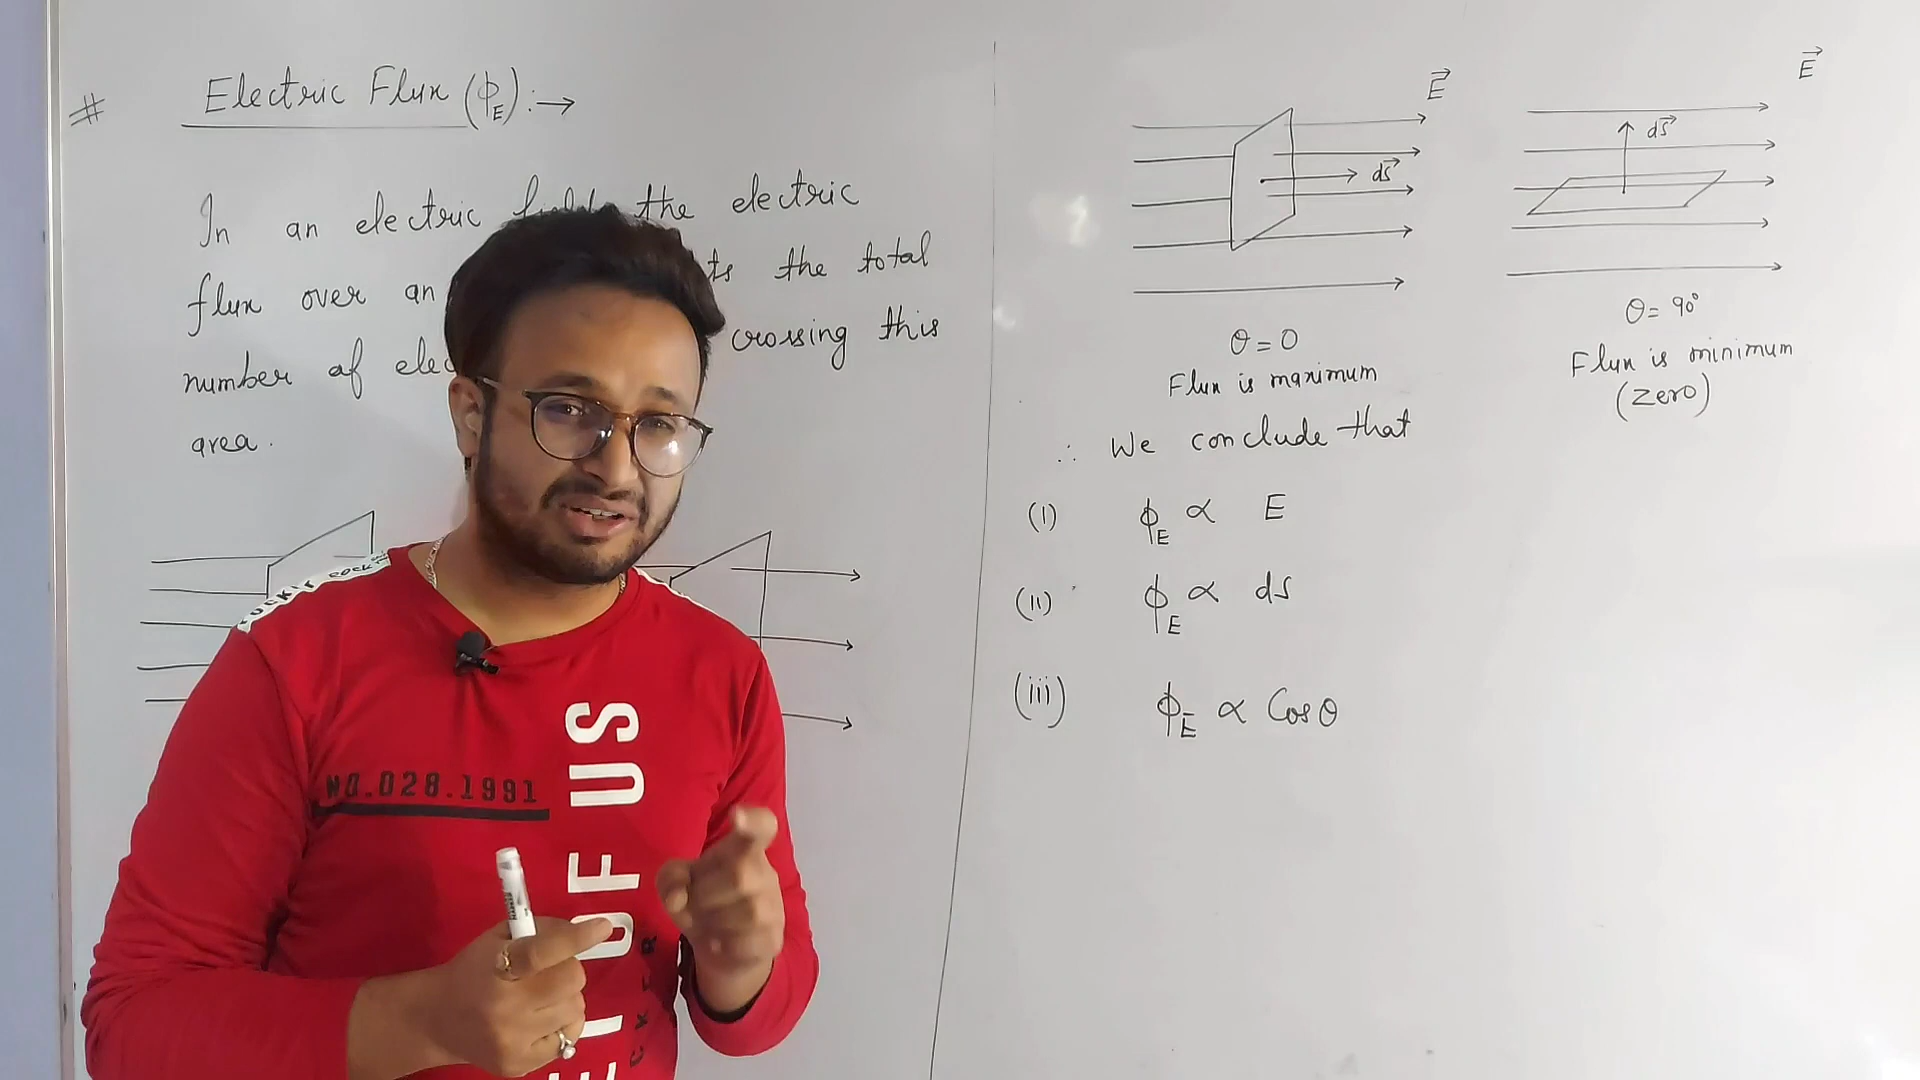 # Electric Flux (ϕE):→
In an electric the electric
flux over an the total
number of crossing this
area.
E⃗
ds⃗
θ = 0
Flux is maximum
E⃗
ds⃗
θ = 90°
Flux is minimum
(Zero)
∴ We conclude that
(I) ϕE ∝ E
(II) ϕE ∝ ds
(iii) ϕE ∝ Cosθ
NO.028.1991
OF US